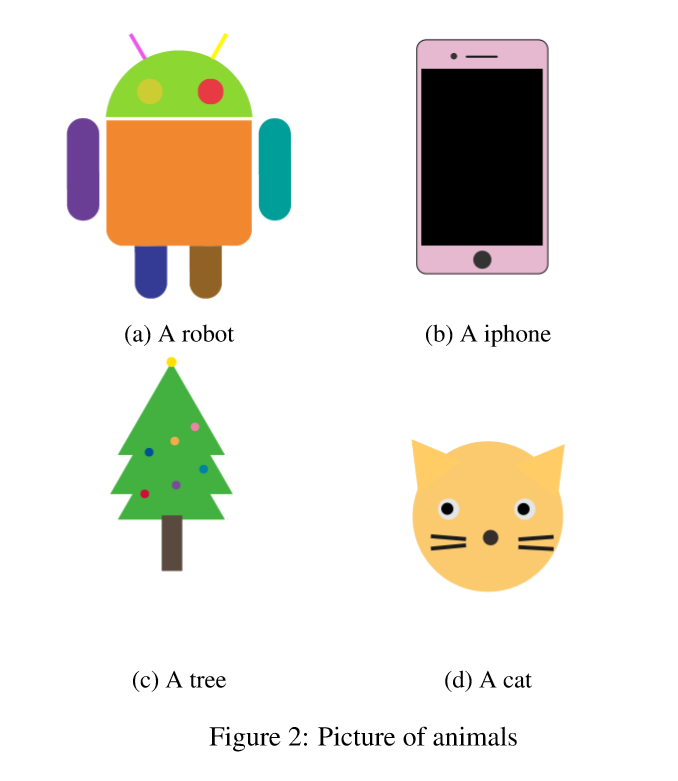 (a) A robot
(b) A iphone
(c) A tree
(d) A cat
Figure 2: Picture of animals